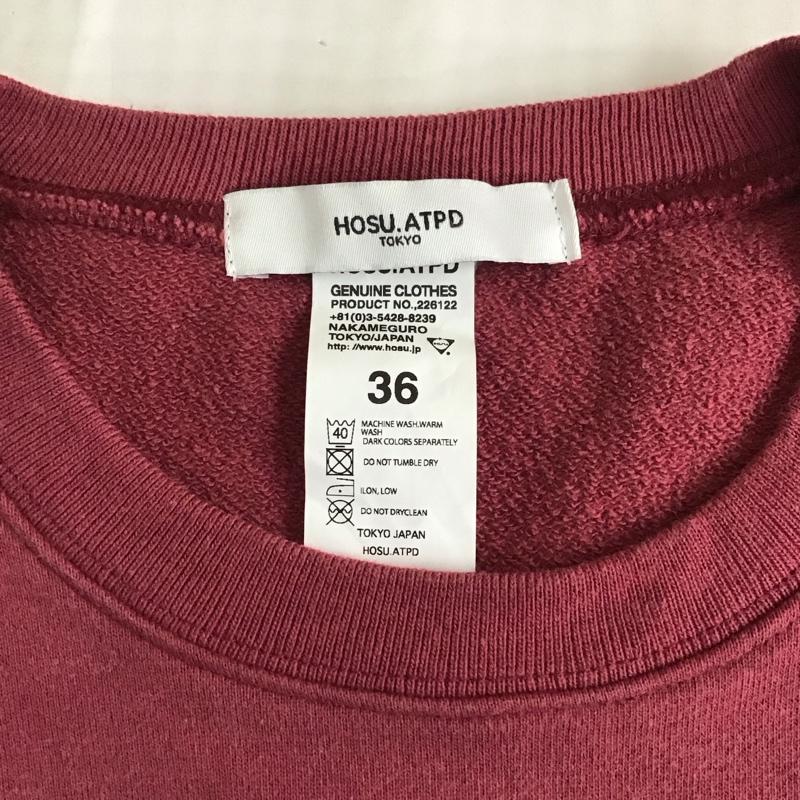 HOSU.ATPD
TOKYO
HOSU.ATPD
GENUINE CLOTHES
PRODUCT NO.,226122
+81(0)3-5428-8239
NAKAMEGURO
TOKYO/JAPAN
http: //www.hosu.jp
36
40
MACHINE WASH.WARM
WASH
DARK COLORS SEPARATELY
DO NOT TUMBLE DRY
ILON, LOW
DO NOT DRYCLEAN
TOKYO JAPAN
HOSU.ATPD